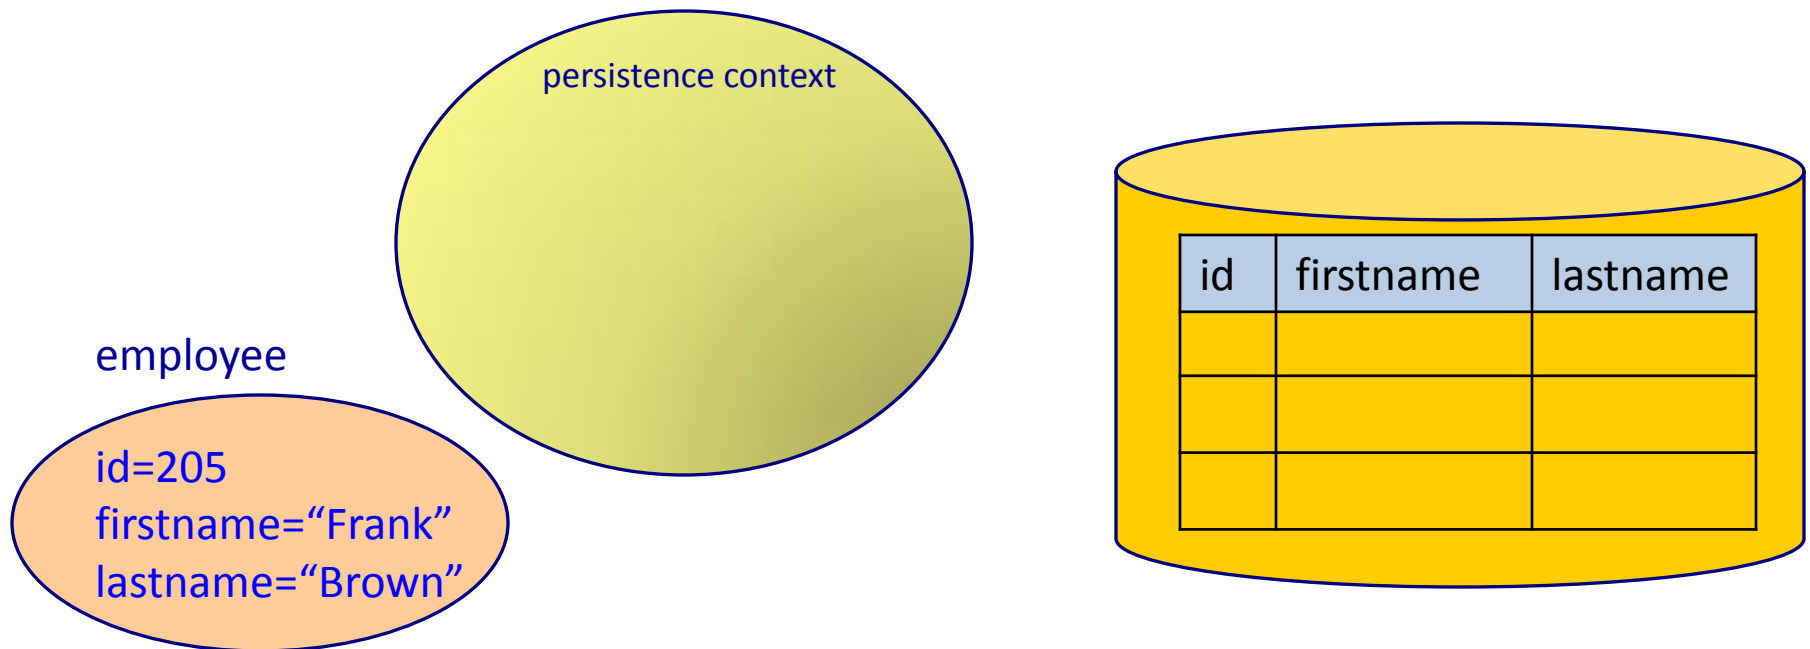 persistence context
id firstname lastname
employee
id=205
firstname=“Frank”
lastname=“Brown”